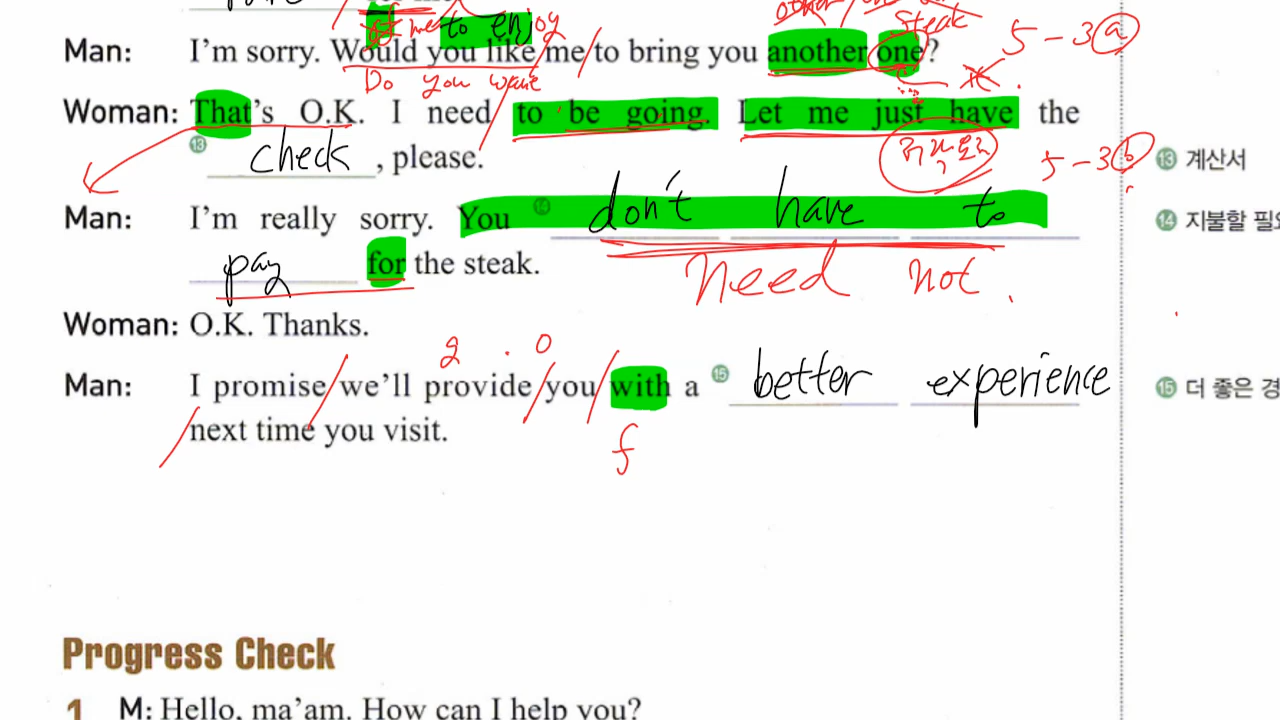 other
steak
to enjoy
Man: I'm sorry. Would you like me/to bring you another one? 5-3ⓐ
Do you want
Woman: That's O.K. I need to be going. Let me just have the
⑬ check, please. 5-3ⓑ ⑬ 계산서
Man: I'm really sorry. You ⑭ don't have to ⑭ 지불할 필요
pay for the steak. need not.
Woman: O.K. Thanks.
Man: I promise/we'll provide/you/with a ⑮ better experience ⑮ 더 좋은 경
/next time you visit.
f
Progress Check
1 M: Hello, ma'am. How can I help you?